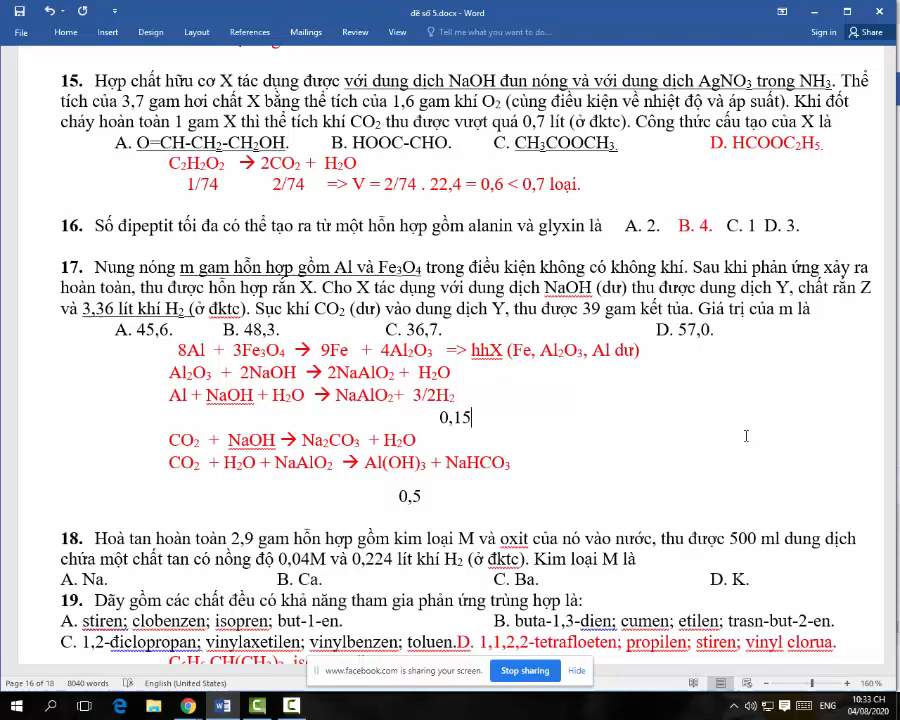 đề số 5.docx - Word
File Home Insert Design Layout References Mailings Review View Tell me what you want to do... Sign in Share
15. Hợp chất hữu cơ X tác dụng được với dung dịch NaOH đun nóng và với dung dịch AgNO3 trong NH3. Thể
tích của 3,7 gam hơi chất X bằng thể tích của 1,6 gam khí O2 (cùng điều kiện về nhiệt độ và áp suất). Khi đốt
cháy hoàn toàn 1 gam X thì thể tích khí CO2 thu được vượt quá 0,7 lít (ở đktc). Công thức cấu tạo của X là
A. O=CH-CH2-CH2OH. B. HOOC-CHO. C. CH3COOCH3. D. HCOOC2H5.
C2H2O2 → 2CO2 + H2O
1/74 2/74 => V = 2/74 . 22,4 = 0,6 < 0,7 loại.
16. Số đipeptit tối đa có thể tạo ra từ một hỗn hợp gồm alanin và glyxin là A. 2. B. 4. C. 1 D. 3.
17. Nung nóng m gam hỗn hợp gồm Al và Fe3O4 trong điều kiện không có không khí. Sau khi phản ứng xảy ra
hoàn toàn, thu được hỗn hợp rắn X. Cho X tác dụng với dung dịch NaOH (dư) thu được dung dịch Y, chất rắn Z
và 3,36 lít khí H2 (ở đktc). Sục khí CO2 (dư) vào dung dịch Y, thu được 39 gam kết tủa. Giá trị của m là
A. 45,6. B. 48,3. C. 36,7. D. 57,0.
8Al + 3Fe3O4 → 9Fe + 4Al2O3 => hhX (Fe, Al2O3, Al dư)
Al2O3 + 2NaOH → 2NaAlO2 + H2O
Al + NaOH + H2O → NaAlO2+ 3/2H2
0,15
CO2 + NaOH → Na2CO3 + H2O
CO2 + H2O + NaAlO2 → Al(OH)3 + NaHCO3
0,5
18. Hoà tan hoàn toàn 2,9 gam hỗn hợp gồm kim loại M và oxit của nó vào nước, thu được 500 ml dung dịch
chứa một chất tan có nồng độ 0,04M và 0,224 lít khí H2 (ở đktc). Kim loại M là
A. Na. B. Ca. C. Ba. D. K.
19. Dãy gồm các chất đều có khả năng tham gia phản ứng trùng hợp là:
A. stiren; clobenzen; isopren; but-1-en. B. buta-1,3-dien; cumen; etilen; trasn-but-2-en.
C. 1,2-điclopropan; vinylaxetilen; vinylbenzen; toluen.D. 1,1,2,2-tetrafloeten; propilen; stiren; vinyl clorua.
www.facebook.com is sharing your screen. Stop sharing Hide
Page 16 of 18 8040 words English (United States) 160 %
ENG 10:33 CH
04/08/2020